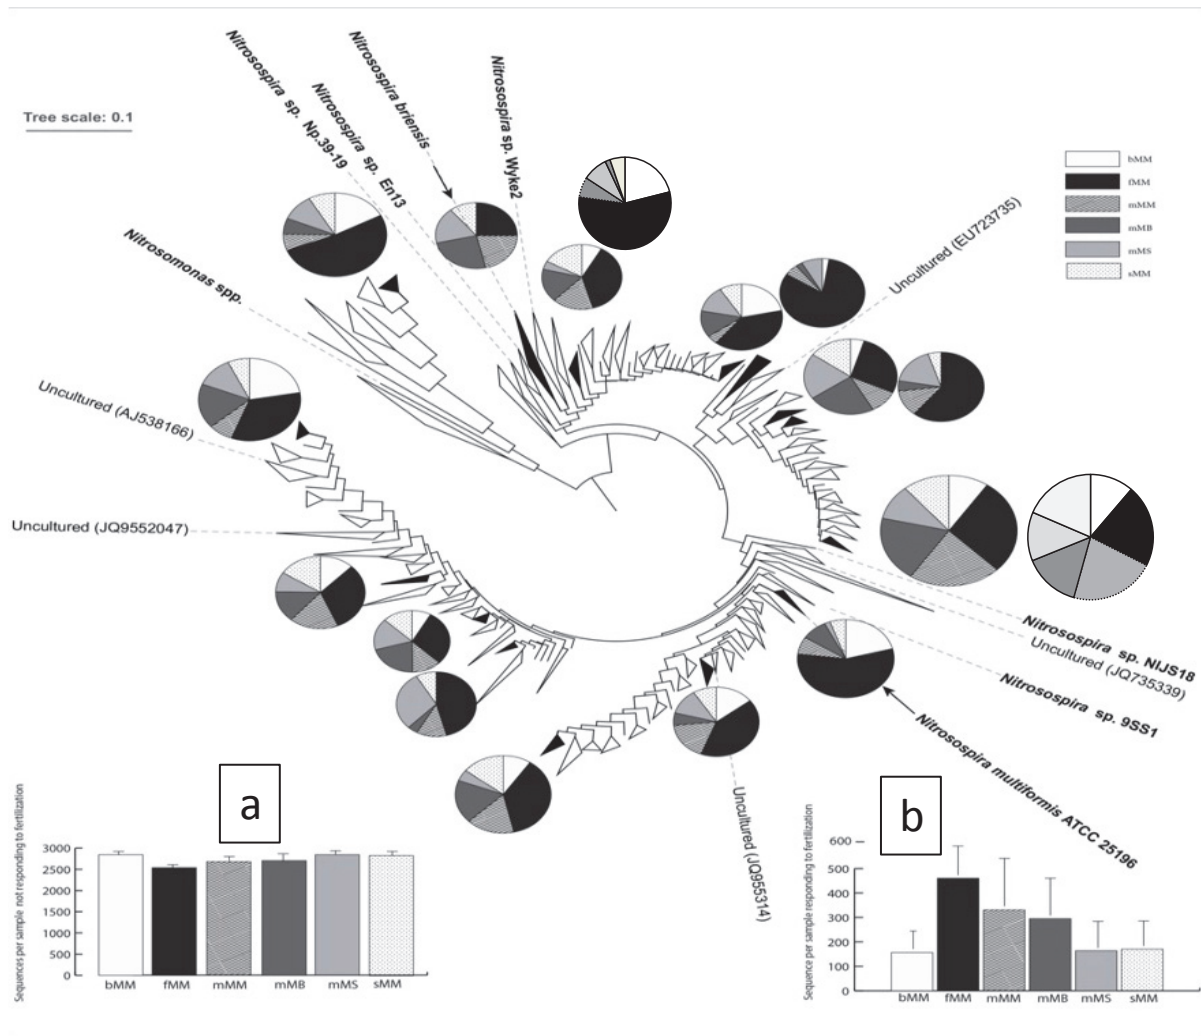 Nitrosospira sp. Np.39-19
Nitrosospira sp. En13
Nitrosospira briensis
Nitrosospira sp. Wyke2
Tree scale: 0.1
Nitrosomonas spp.
Uncultured (EU723735)
bMM
fMM
mMM
mMB
mMS
sMM
Uncultured (AJ538166)
Uncultured (JQ9552047)
Nitrosospira sp. NIJS18
Uncultured (JQ735339)
Nitrosospira sp. 9SS1
Nitrosospira multiformis ATCC 25196
Uncultured (JQ955314)
a
Sequences per sample not responding to fertilization
3000
2500
2000
1500
1000
500
0
bMM fMM mMM mMB mMS sMM
b
Sequence per sample responding to fertilization
600
500
400
300
200
100
0
bMM fMM mMM mMB mMS sMM